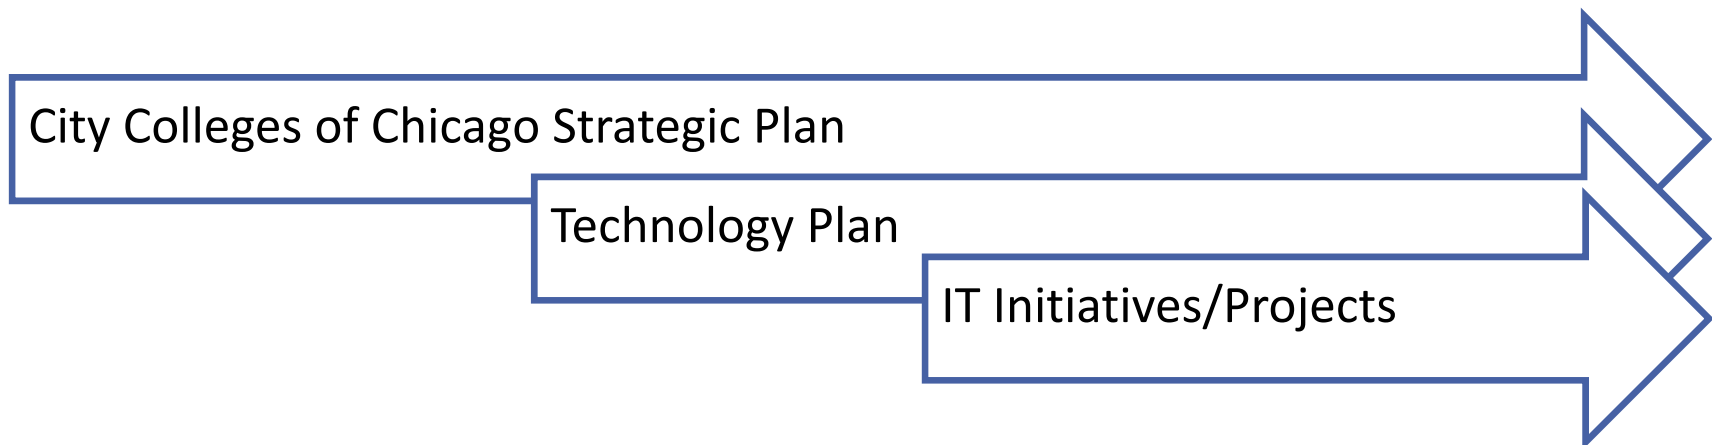 City Colleges of Chicago Strategic Plan
Technology Plan
IT Initiatives/Projects